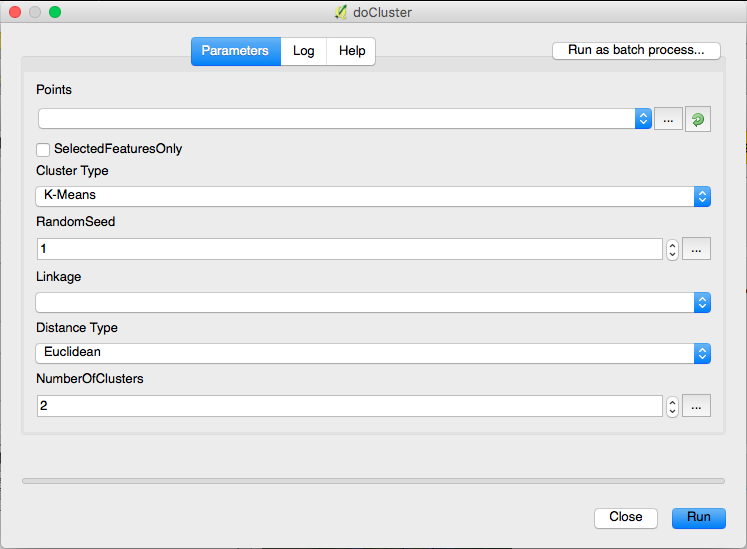 doCluster
Parameters Log Help Run as batch process...
Points
...
SelectedFeaturesOnly
Cluster Type
K-Means
RandomSeed
1 ...
Linkage
Distance Type
Euclidean
NumberOfClusters
2 ...
Close Run